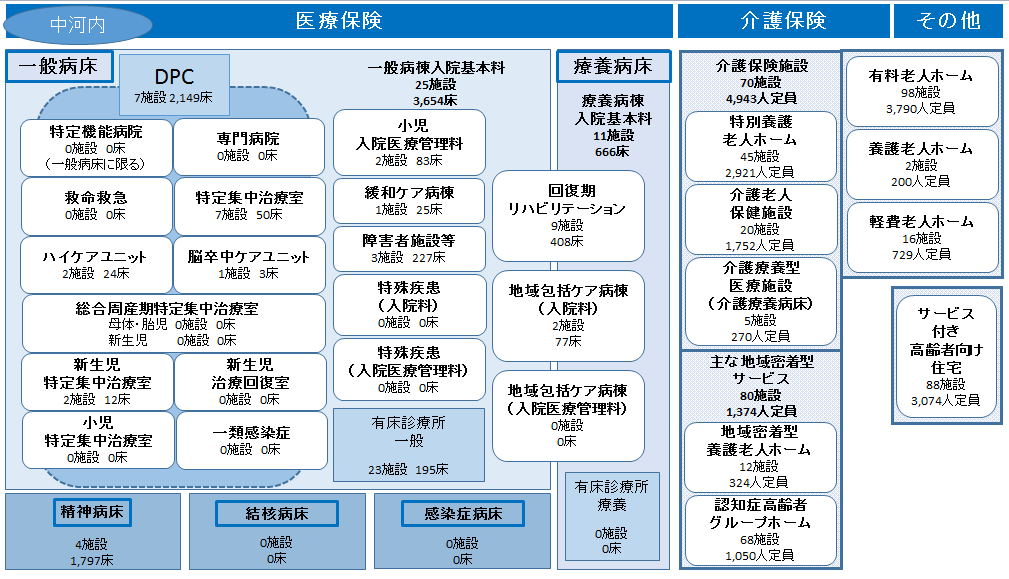 中河内
医療保険
介護保険
その他
一般病床
DPC
7施設 2,149床
一般病棟入院基本料
25施設
3,654床
特定機能病院
0施設 0床
(一般病床に限る)
専門病院
0施設 0床
救命救急
0施設 0床
特定集中治療室
7施設 50床
ハイケアユニット
2施設 24床
脳卒中ケアユニット
1施設 3床
総合周産期特定集中治療室
母体・胎児 0施設 0床
新生児 0施設 0床
新生児
特定集中治療室
2施設 12床
新生児
治療回復室
0施設 0床
小児
特定集中治療室
0施設 0床
一類感染症
0施設 0床
小児
入院医療管理料
2施設 83床
緩和ケア病棟
1施設 25床
障害者施設等
3施設 227床
特殊疾患
(入院料)
0施設 0床
特殊疾患
(入院医療管理料)
0施設 0床
有床診療所
一般
23施設 195床
療養病床
療養病棟
入院基本料
11施設
666床
回復期
リハビリテーション
9施設
408床
地域包括ケア病棟
(入院料)
2施設
77床
地域包括ケア病棟
(入院医療管理料)
0施設
0床
有床診療所
療養
0施設
0床
精神病床
4施設
1,797床
結核病床
0施設
0床
感染症病床
0施設
0床
介護保険施設
70施設
4,943人定員
特別養護
老人ホーム
45施設
2,921人定員
介護老人
保健施設
20施設
1,752人定員
介護療養型
医療施設
(介護療養病床)
5施設
270人定員
主な地域密着型
サービス
80施設
1,374人定員
地域密着型
養護老人ホーム
12施設
324人定員
認知症高齢者
グループホーム
68施設
1,050人定員
有料老人ホーム
98施設
3,790人定員
養護老人ホーム
2施設
200人定員
軽費老人ホーム
16施設
729人定員
サービス
付き
高齢者向け
住宅
88施設
3,074人定員